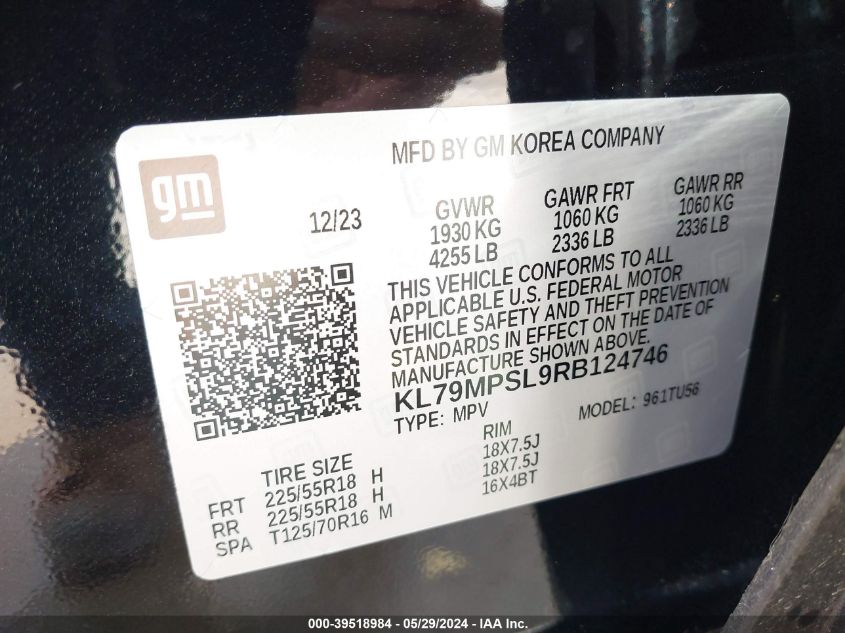 MFD BY GM KOREA COMPANY
gm
12/23
GVWR
1930 KG
4255 LB
GAWR FRT
1060 KG
2336 LB
GAWR RR
1060 KG
2336 LB
THIS VEHICLE CONFORMS TO ALL
APPLICABLE U.S. FEDERAL MOTOR
VEHICLE SAFETY AND THEFT PREVENTION
STANDARDS IN EFFECT ON THE DATE OF
MANUFACTURE SHOWN ABOVE.
KL79MPSL9RB124746
TYPE: MPV MODEL: 961TU56
TIRE SIZE RIM
FRT 225/55R18 H 18X7.5J
RR 225/55R18 H 18X7.5J
SPA T125/70R16 M 16X4BT
000-39518984 - 05/29/2024 - IAA Inc.